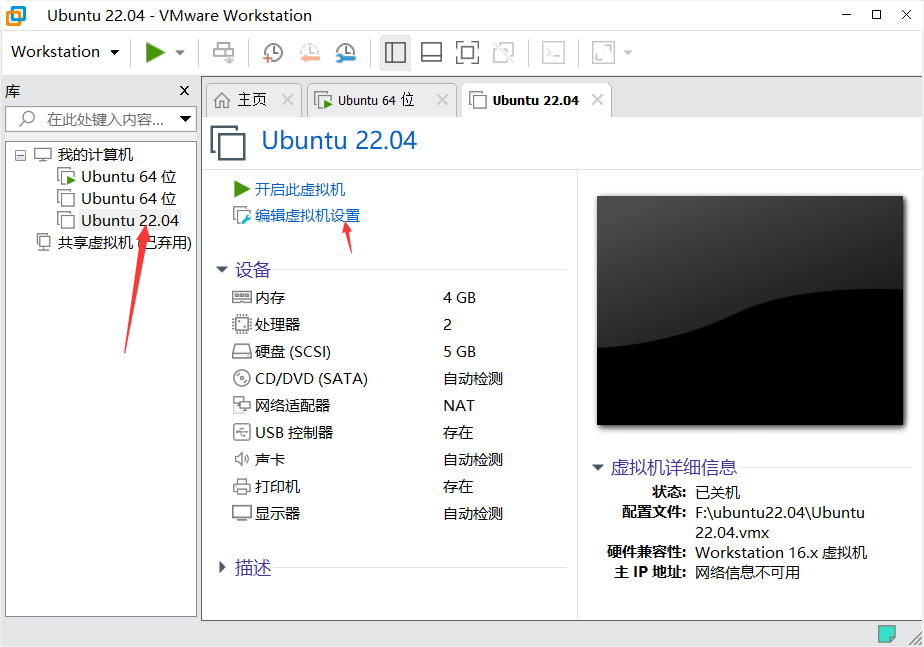 Ubuntu 22.04 - VMware Workstation
Workstation
库
在此处键入内容...
我的计算机
Ubuntu 64 位
Ubuntu 64 位
Ubuntu 22.04
共享虚拟机 已弃用)
主页
Ubuntu 64 位
Ubuntu 22.04
Ubuntu 22.04
开启此虚拟机
编辑虚拟机设置
设备
内存 4 GB
处理器 2
硬盘 (SCSI) 5 GB
CD/DVD (SATA) 自动检测
网络适配器 NAT
USB 控制器 存在
声卡 自动检测
打印机 存在
显示器 自动检测
描述
虚拟机详细信息
状态: 已关机
配置文件: F:\ubuntu22.04\Ubuntu
22.04.vmx
硬件兼容性: Workstation 16.x 虚拟机
主 IP 地址: 网络信息不可用